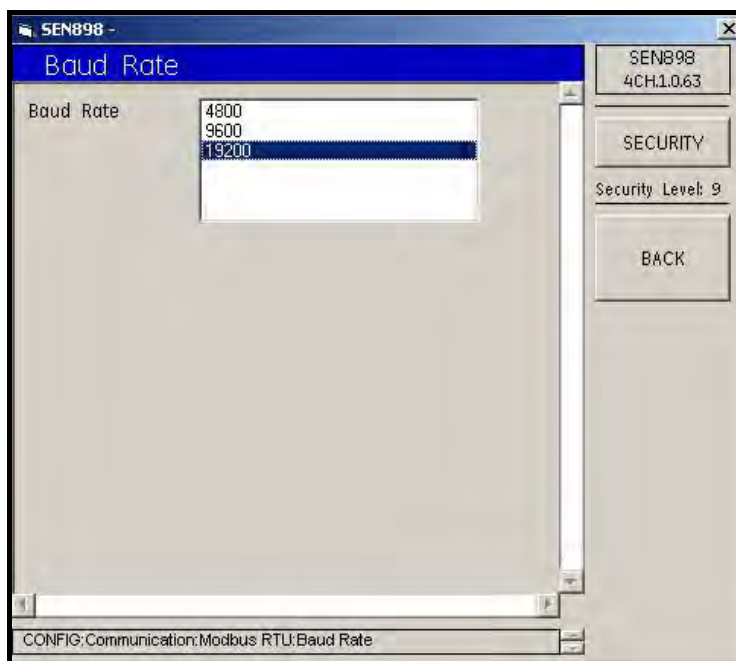 SEN898 -
Baud Rate
SEN898
4CH.1.0.63
Baud Rate
4800
9600
19200
SECURITY
Security Level: 9
BACK
CONFIG:Communication:Modbus RTU:Baud Rate